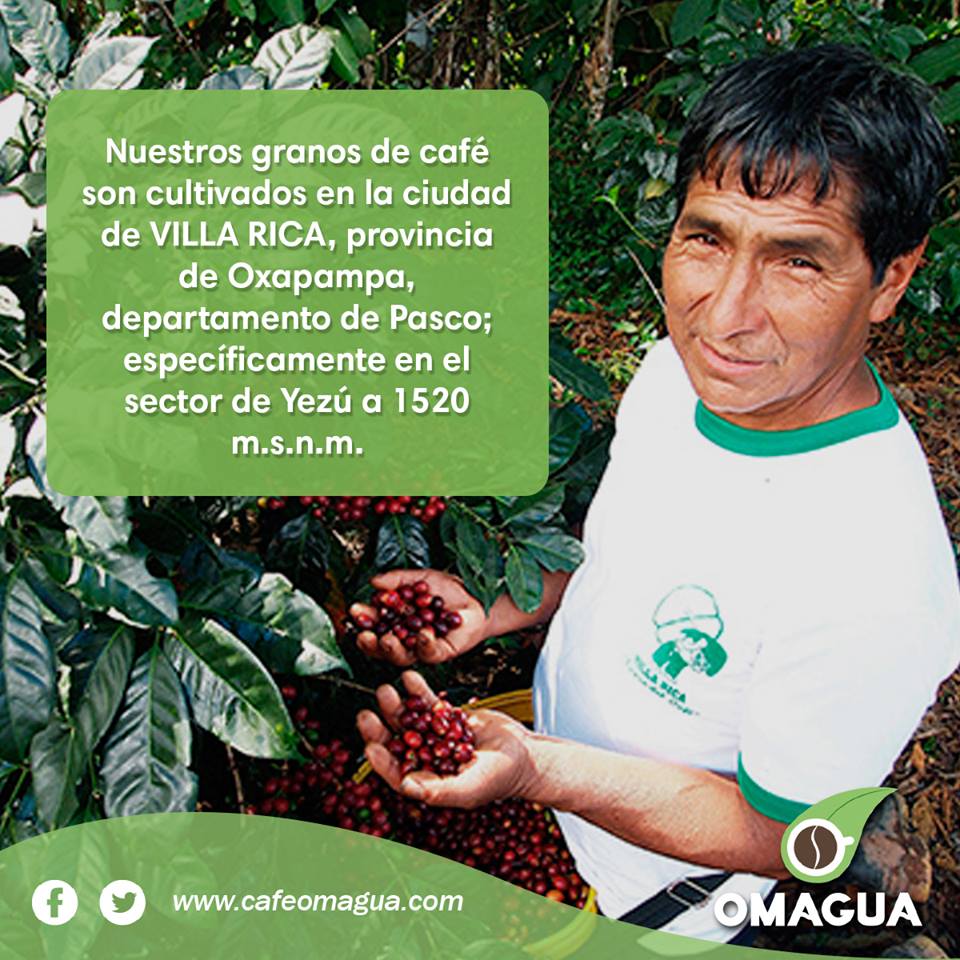 Nuestros granos de café
son cultivados en la ciudad
de VILLA RICA, provincia
de Oxapampa,
departamento de Pasco;
específicamente en el
sector de Yezú a 1520
m.s.n.m.
VILLA RICA
www.cafeomagua.com
OMAGUA